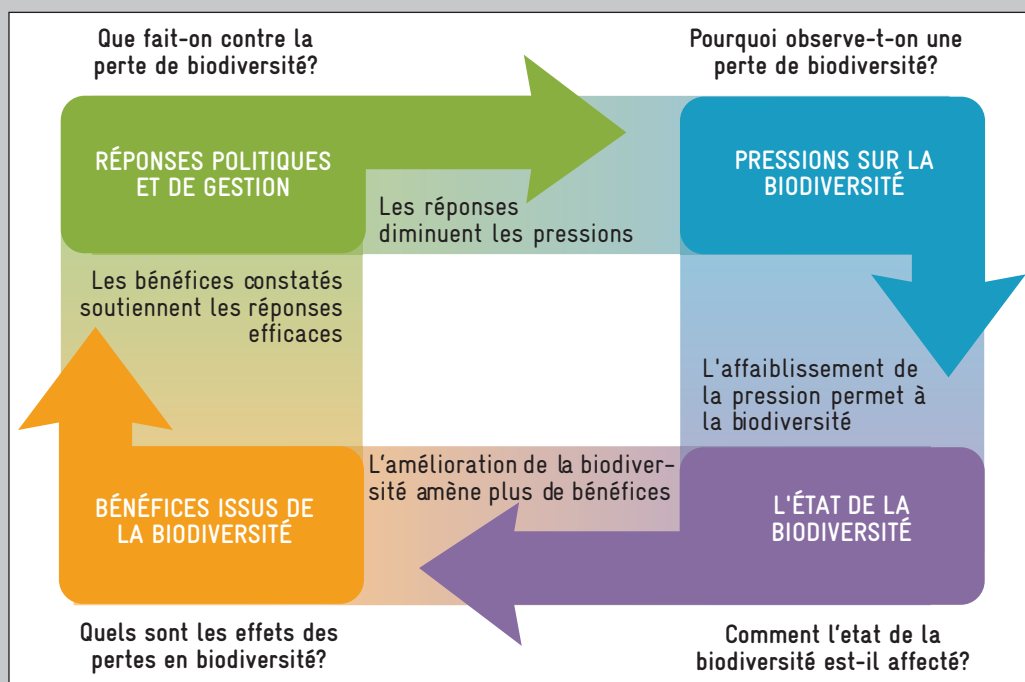 Que fait-on contre la
perte de biodiversité?
Pourquoi observe-t-on une
perte de biodiversité?
RÉPONSES POLITIQUES
ET DE GESTION
PRESSIONS SUR LA
BIODIVERSITÉ
Les réponses
diminuent les pressions
Les bénéfices constatés
soutiennent les réponses
efficaces
L'affaiblissement de
la pression permet à
la biodiversité
L'amélioration de la biodiver-
sité amène plus de bénéfices
BÉNÉFICES ISSUS DE
LA BIODIVERSITÉ
L'ÉTAT DE LA
BIODIVERSITÉ
Quels sont les effets des
pertes en biodiversité?
Comment l'etat de la
biodiversité est-il affecté?